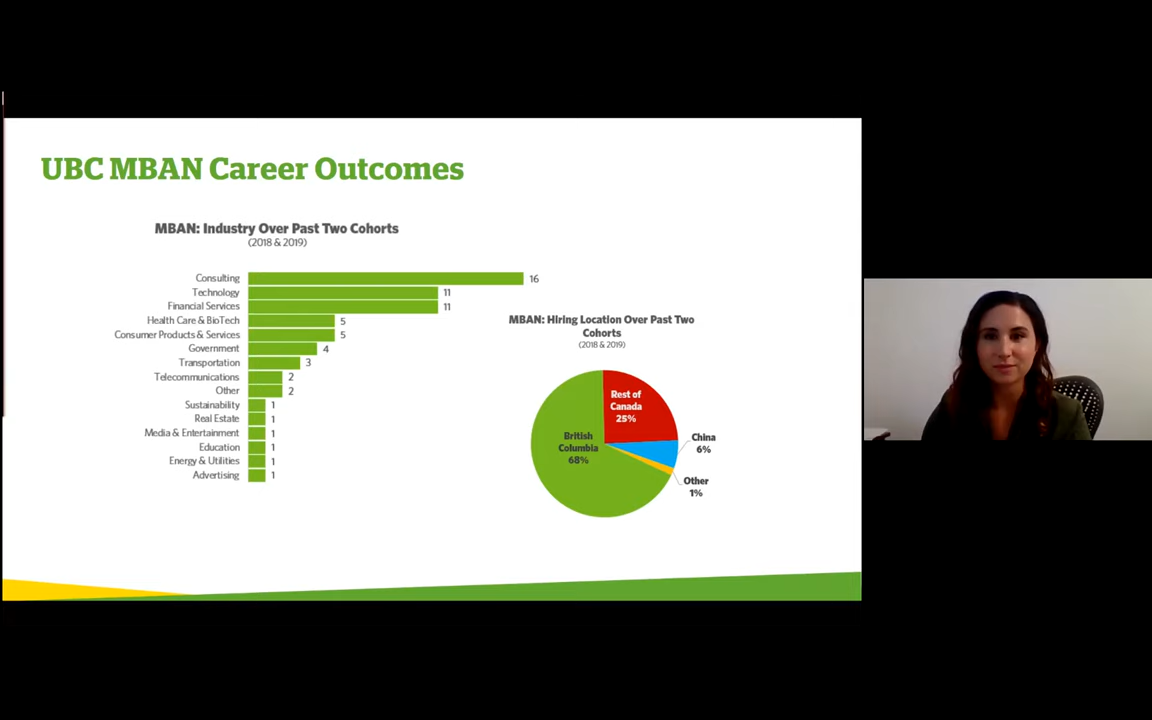 UBC MBAN Career Outcomes
MBAN: Industry Over Past Two Cohorts
(2018 & 2019)
Consulting 16
Technology 11
Financial Services 11
Health Care & BioTech 5
Consumer Products & Services 5
Government 4
Transportation 3
Telecommunications 2
Other 2
Sustainability 1
Real Estate 1
Media & Entertainment 1
Education 1
Energy & Utilities 1
Advertising 1
MBAN: Hiring Location Over Past Two
Cohorts
(2018 & 2019)
Rest of
Canada
25%
British
Columbia
68%
China
6%
Other
1%